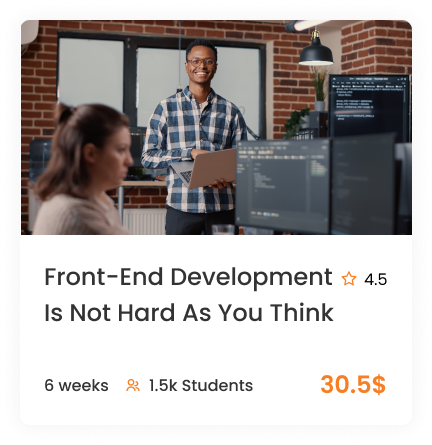 Front-End Development
4.5
Is Not Hard As You Think
6 weeks
1.5k Students
30.5$